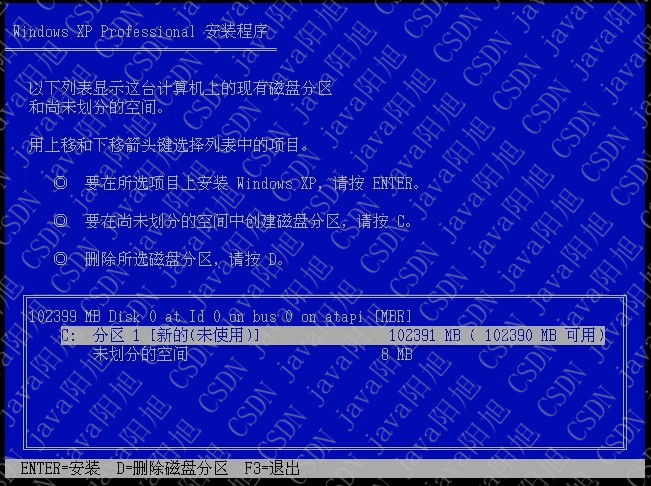 Windows XP Professional 安装程序
以下列表显示这台计算机上的现有磁盘分区
和尚未划分的空间。
用上移和下移箭头键选择列表中的项目。
◎ 要在所选项目上安装 Windows XP，请按 ENTER。
◎ 要在尚未划分的空间中创建磁盘分区，请按 C。
◎ 删除所选磁盘分区，请按 D。
102399 MB Disk 0 at Id 0 on bus 0 on atapi [MBR]
C: 分区 1 [新的(未使用)] 102391 MB ( 102390 MB 可用)
未划分的空间 8 MB
ENTER=安装 D=删除磁盘分区 F3=退出
CSDN java阳旭